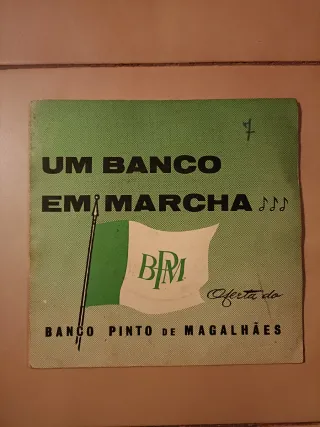 7
UM BANCO
EM MARCHA
BPM
Oferta do
BANCO PINTO DE MAGALHÃES